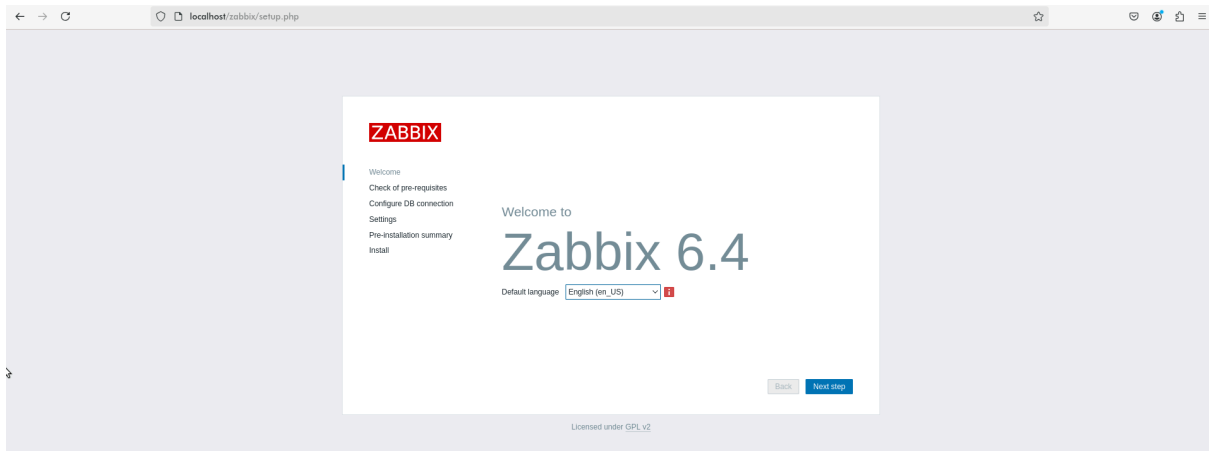 localhost/zabbix/setup.php
ZABBIX
Welcome
Check of pre-requisites
Configure DB connection
Settings
Pre-installation summary
Install
Welcome to
Zabbix 6.4
Default language English (en_US) i
Back Next step
Licensed under GPL v2